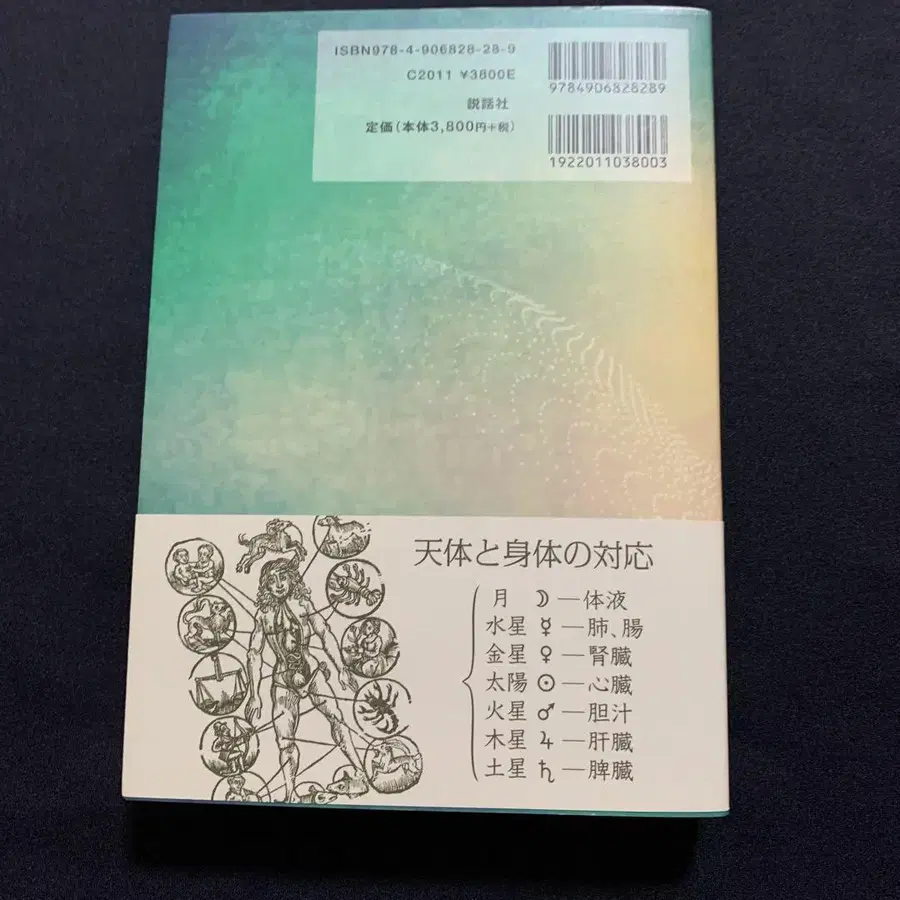 ISBN978-4-906828-28-9
C2011 ¥3800E
説話社
定価(本体3,800円+税)
9784906828289
1922011038003
天体と身体の対応
月 ☽—体液
水星 ☿—肺、腸
金星 ♀—腎臓
太陽 ☉—心臓
火星 ♂—胆汁
木星 ♃—肝臓
土星 ♄—脾臓